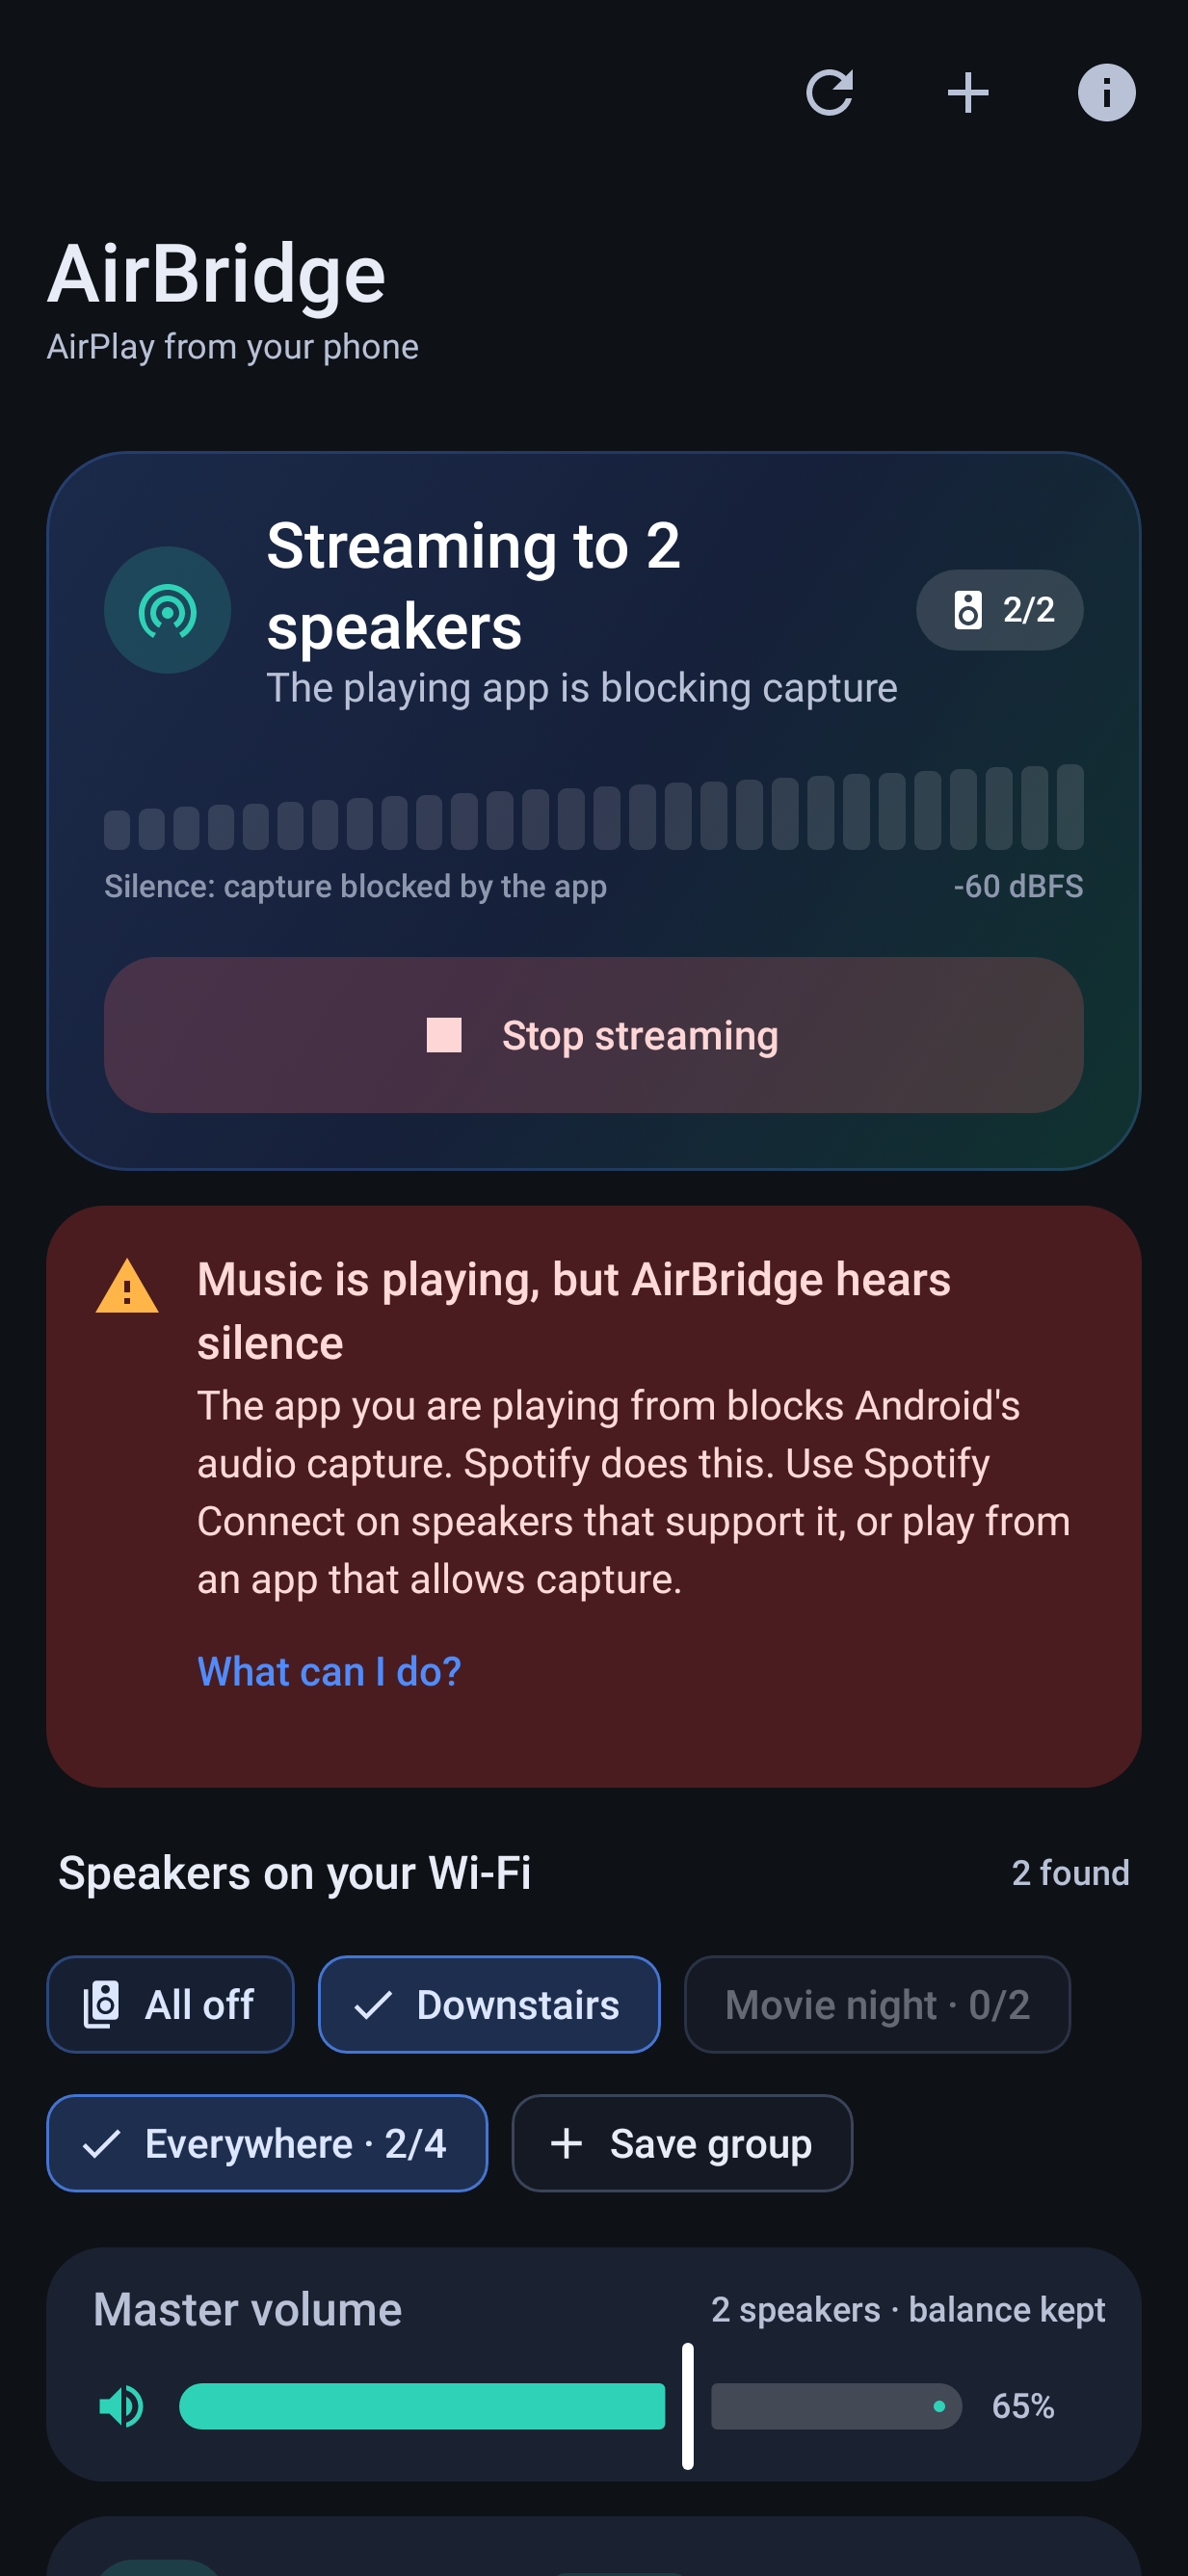 AirBridge
AirPlay from your phone
Streaming to 2
speakers
2/2
The playing app is blocking capture
Silence: capture blocked by the app
-60 dBFS
Stop streaming
Music is playing, but AirBridge hears
silence
The app you are playing from blocks Android's
audio capture. Spotify does this. Use Spotify
Connect on speakers that support it, or play from
an app that allows capture.
What can I do?
Speakers on your Wi-Fi
2 found
All off
Downstairs
Movie night · 0/2
Everywhere · 2/4
Save group
Master volume
2 speakers · balance kept
65%